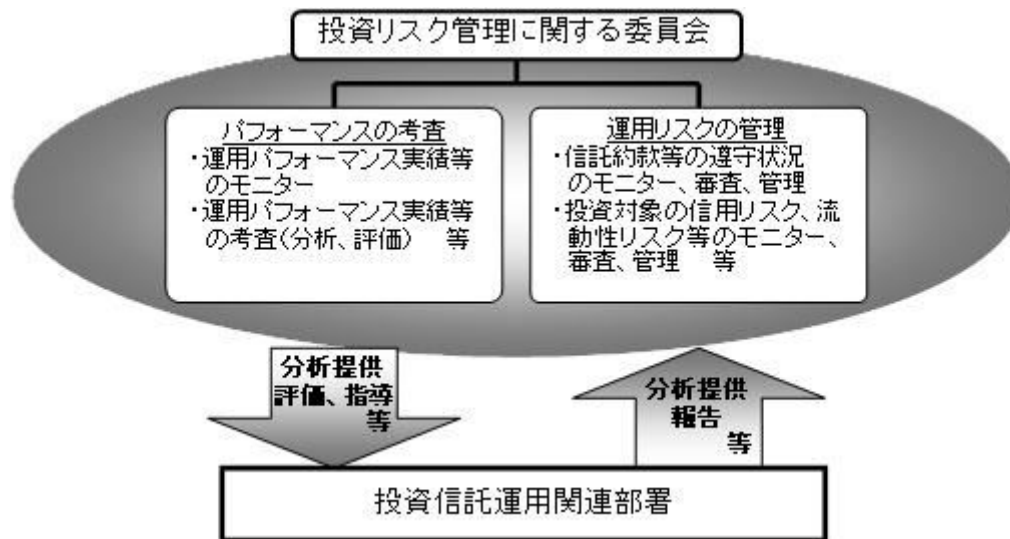 投資リスク管理に関する委員会
パフォーマンスの考査
・運用パフォーマンス実績等
のモニター
・運用パフォーマンス実績等
の考査(分析、評価)　等
運用リスクの管理
・信託約款等の遵守状況
のモニター、審査、管理
・投資対象の信用リスク、流
動性リスク等のモニター、
審査、管理　等
分析提供
評価、指導
等
分析提供
報告
等
投資信託運用関連部署